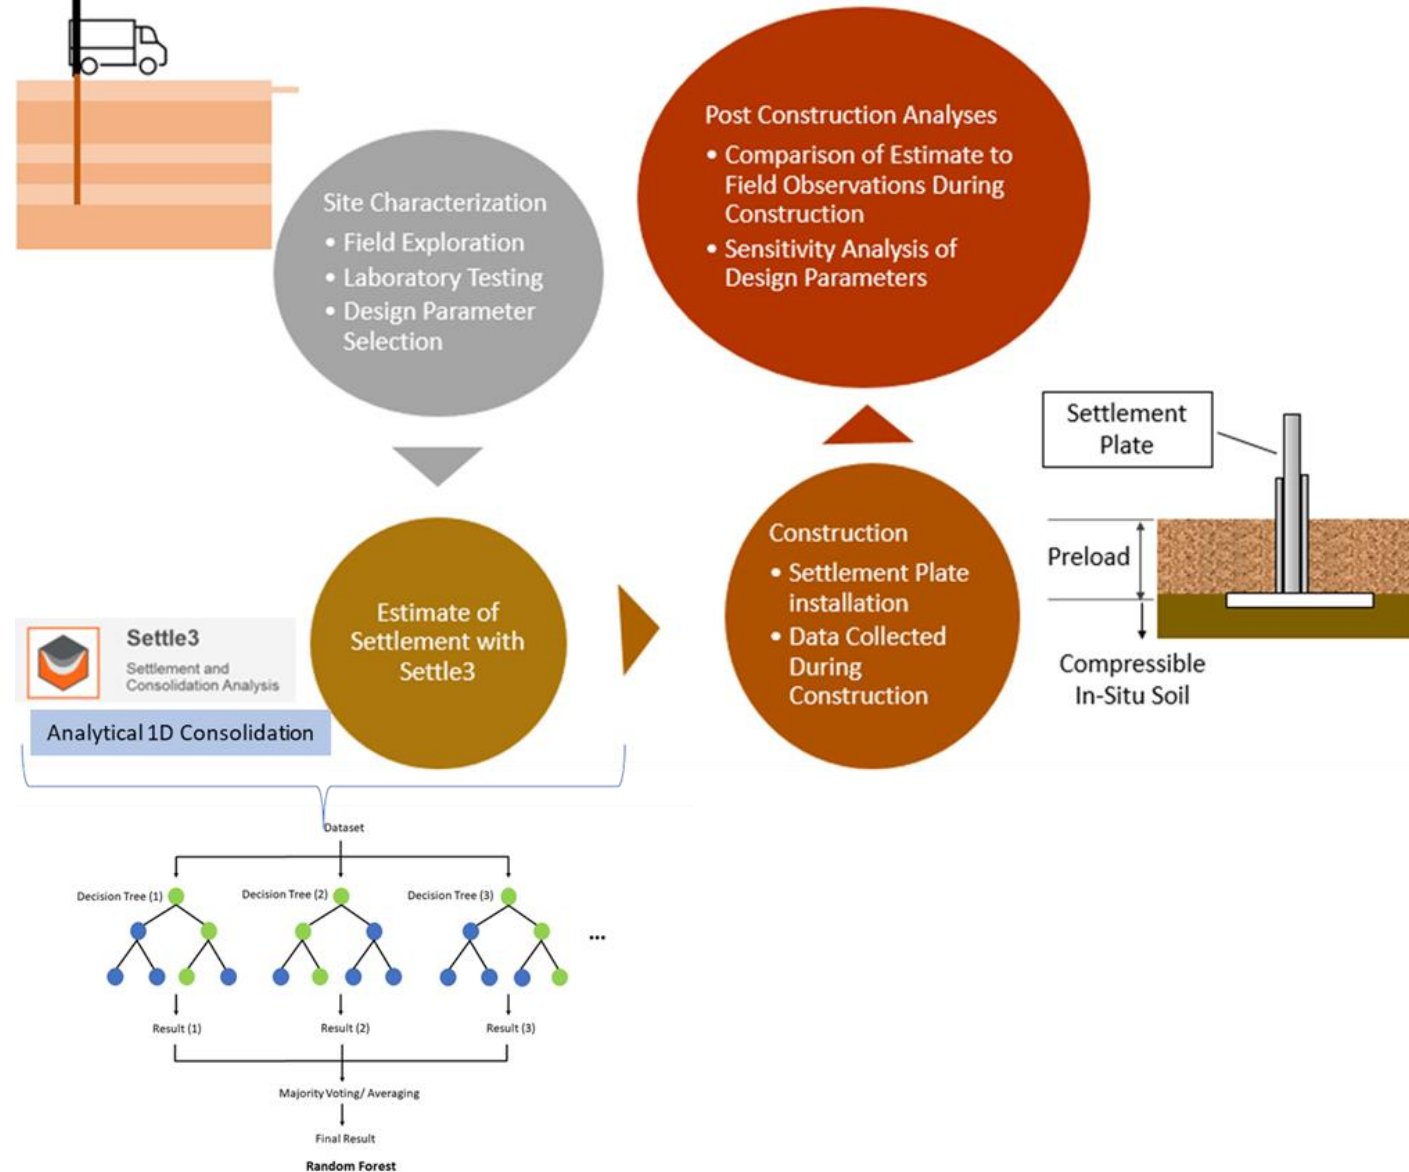 Site Characterization
• Field Exploration
• Laboratory Testing
• Design Parameter
Selection
Post Construction Analyses
• Comparison of Estimate to
Field Observations During
Construction
• Sensitivity Analysis of
Design Parameters
Settlement
Plate
Preload
Compressible
In-Situ Soil
Construction
• Settlement Plate
installation
• Data Collected
During
Construction
Estimate of
Settlement with
Settle3
Settle3
Settlement and
Consolidation Analysis
Analytical 1D Consolidation
Dataset
Decision Tree (1)
Decision Tree (2)
Decision Tree (3)
...
Result (1)
Result (2)
Result (3)
Majority Voting/ Averaging
Final Result
Random Forest